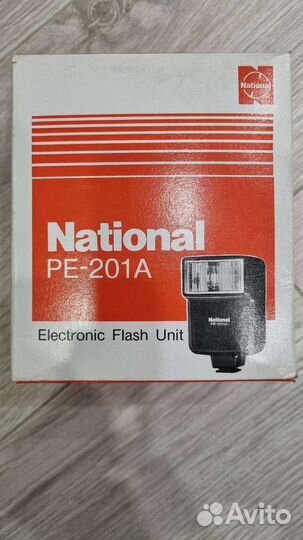 National
National
PE-201A
Electronic Flash Unit
National
PE-201A
Avito